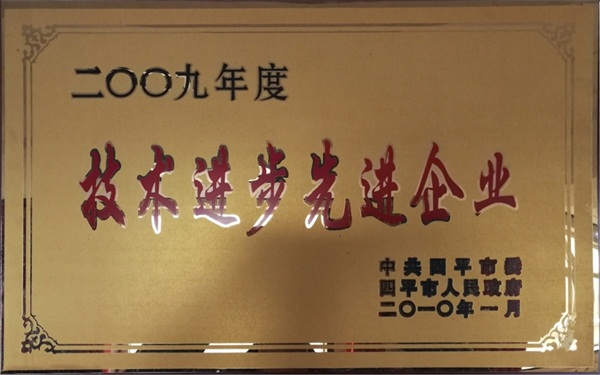 二〇〇九年度
技术进步先进企业
中共四平市委
四平市人民政府
二〇一〇年一月